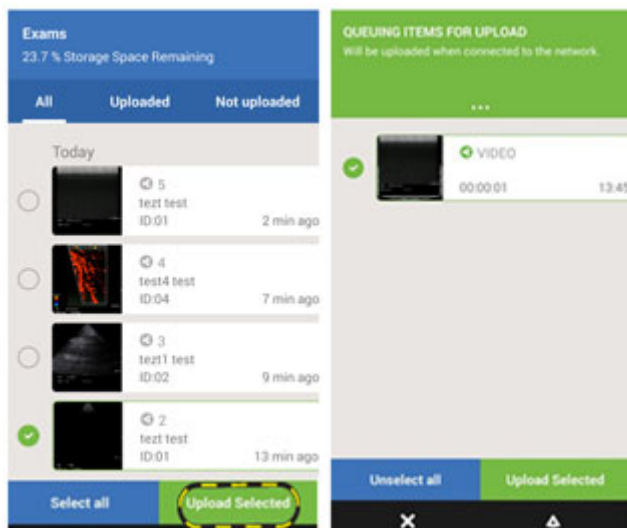 Exams
23.7 % Storage Space Remaining
All Uploaded Not uploaded
Today
5
tezt test
ID:01 2 min ago
4
test4 test
ID:04 7 min ago
3
tezt1 test
ID:02 9 min ago
2
tezt test
ID:01 13 min ago
Select all Upload Selected
QUEUING ITEMS FOR UPLOAD
Will be uploaded when connected to the network.
...
VIDEO
00:00:01 13:45
Unselect all Upload Selected